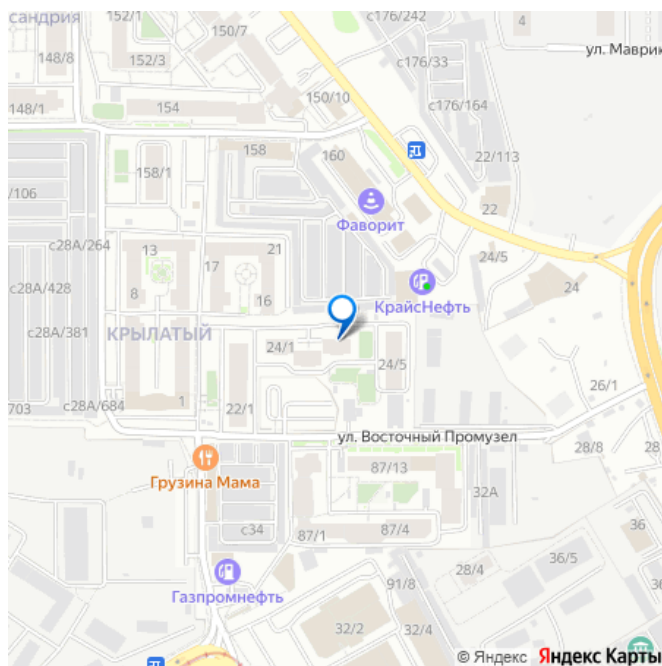 сандрия
152/1
150/7
с176/242
4
148/8
152/3
с176/33
ул. Маврик
148/1
154
150/10
с176/164
158/1
158
160
22/113
/106
Фаворит
22
с28А/264
13
17
21
24/5
24
с28А/428
8
16
КрайсНефть
с28А/381
КРЫЛАТЫЙ
24/1
24/5
26/1
703
с28А/684
1
22/1
ул. Восточный Промузел
28/8
28
Грузина Мама
87/13
32А
с34
87/1
87/4
36
36/5
Газпромнефть
91/8
28/4
32/2
32/4
© Яндекс Яндекс Карты